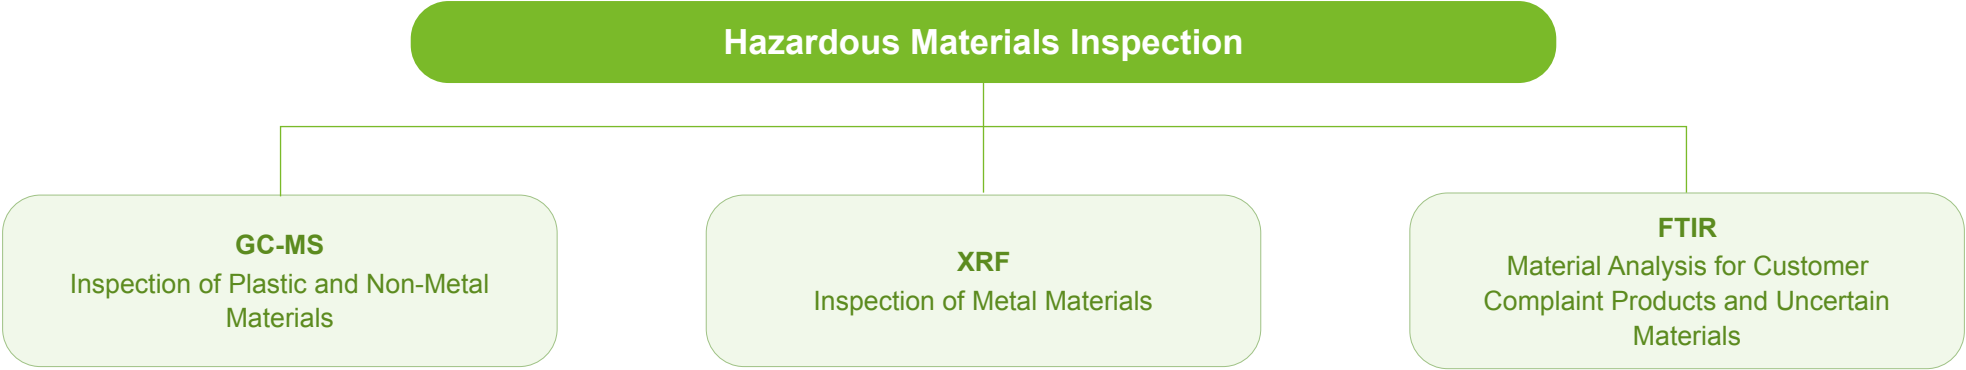 Hazardous Materials Inspection
GC-MS
Inspection of Plastic and Non-Metal
Materials
XRF
Inspection of Metal Materials
FTIR
Material Analysis for Customer
Complaint Products and Uncertain
Materials